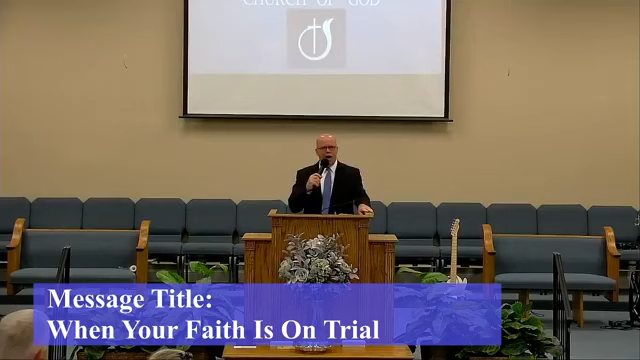 CHURCH OF GOD
Message Title:
When Your Faith Is On Trial